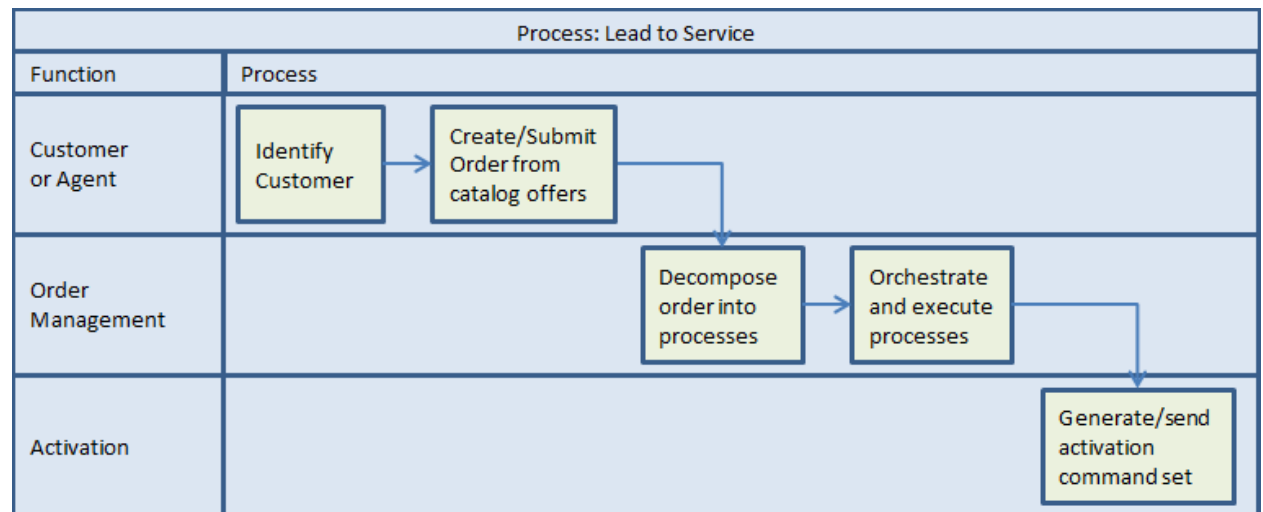 Process: Lead to Service
Function
Process
Customer
or Agent
Identify
Customer
Create/Submit
Order from
catalog offers
Order
Management
Decompose
order into
processes
Orchestrate
and execute
processes
Activation
Generate/send
activation
command set